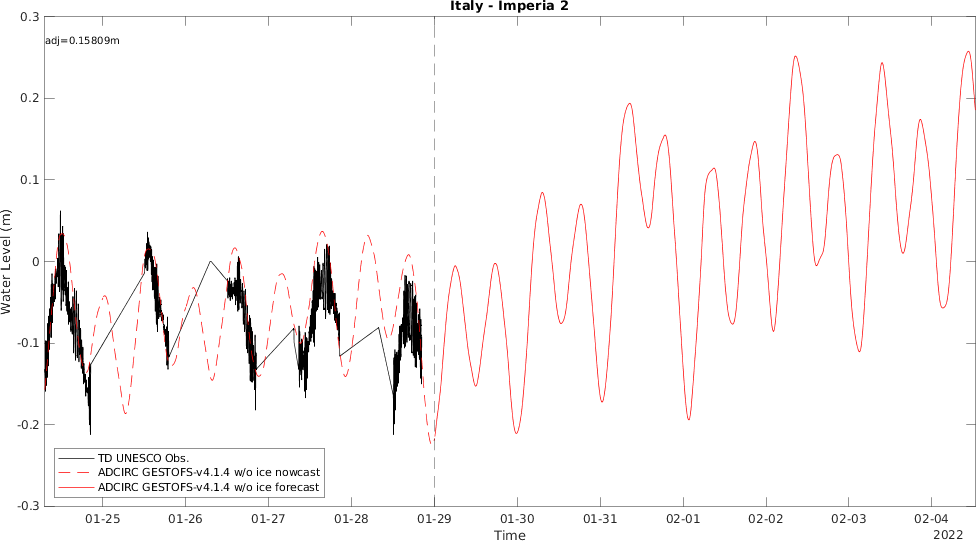 Italy - Imperia 2
adj=0.15809m
0.3
0.2
0.1
0
-0.1
-0.2
-0.3
Water Level (m)
TD UNESCO Obs.
ADCIRC GESTOFS-v4.1.4 w/o ice nowcast
ADCIRC GESTOFS-v4.1.4 w/o ice forecast
01-25 01-26 01-27 01-28 01-29 01-30 01-31 02-01 02-02 02-03 02-04
Time
2022